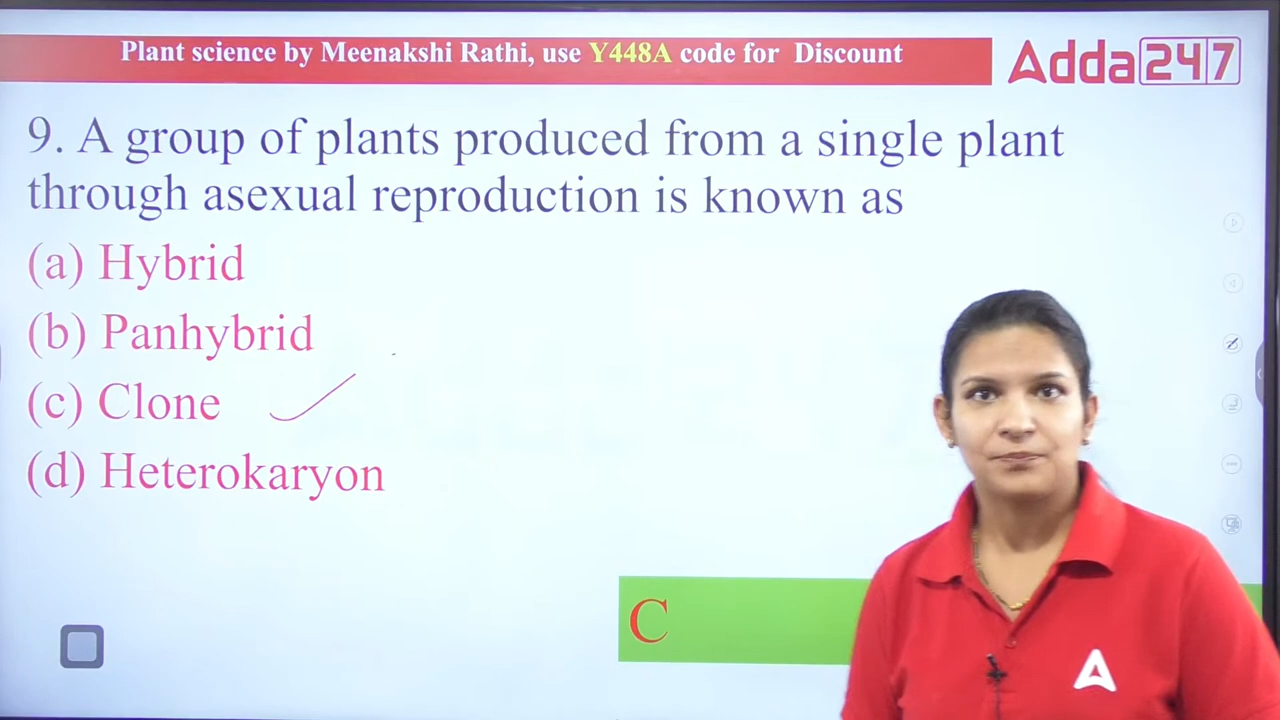 Plant science by Meenakshi Rathi, use Y448A code for Discount
Adda247
9. A group of plants produced from a single plant
through asexual reproduction is known as
(a) Hybrid
(b) Panhybrid
(c) Clone
(d) Heterokaryon
C